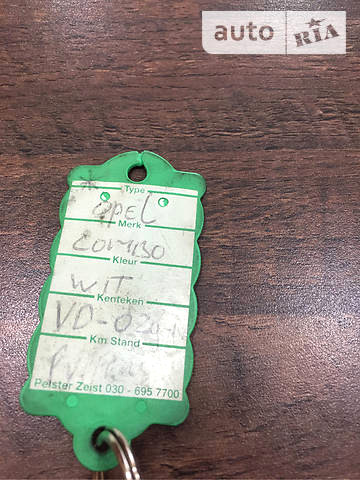 auto RIA
Type
OPEL
Merk
COMBO
Kleur
WIT
Kenteken
VD-
Km Stand
Pelster Zeist 030 - 695 7700